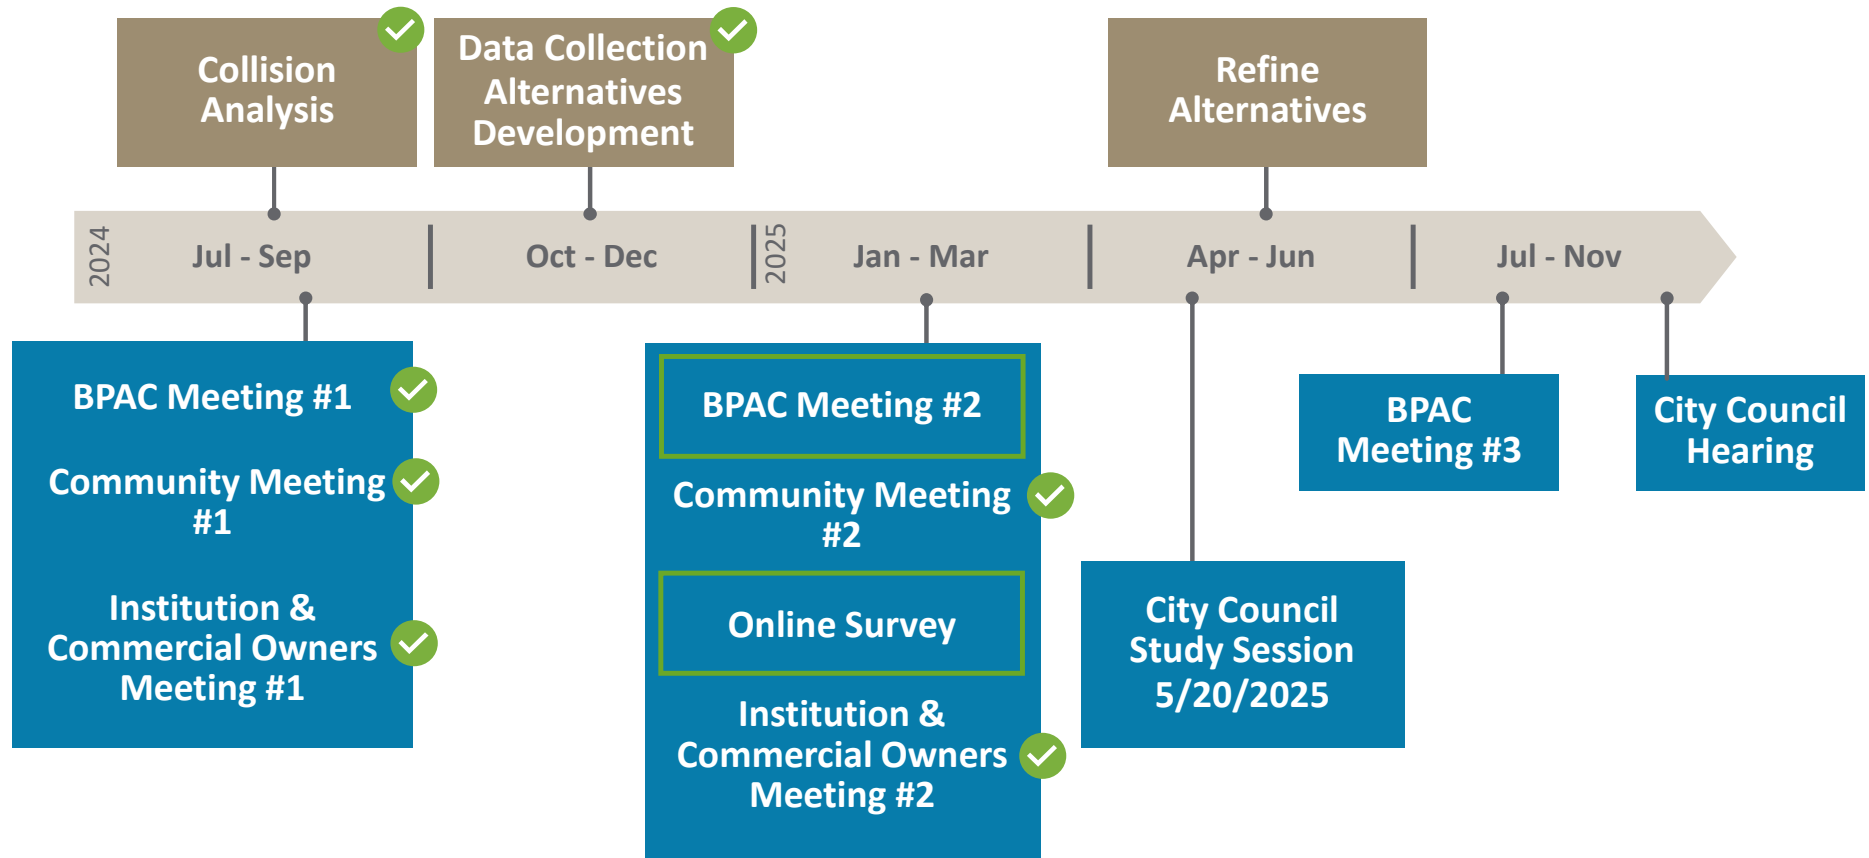 Collision
Analysis
Data Collection
Alternatives
Development
Refine
Alternatives
2024
Jul - Sep
Oct - Dec
2025
Jan - Mar
Apr - Jun
Jul - Nov
BPAC Meeting #1
Community Meeting
#1
Institution &
Commercial Owners
Meeting #1
BPAC Meeting #2
Community Meeting
#2
Online Survey
Institution &
Commercial Owners
Meeting #2
City Council
Study Session
5/20/2025
BPAC
Meeting #3
City Council
Hearing